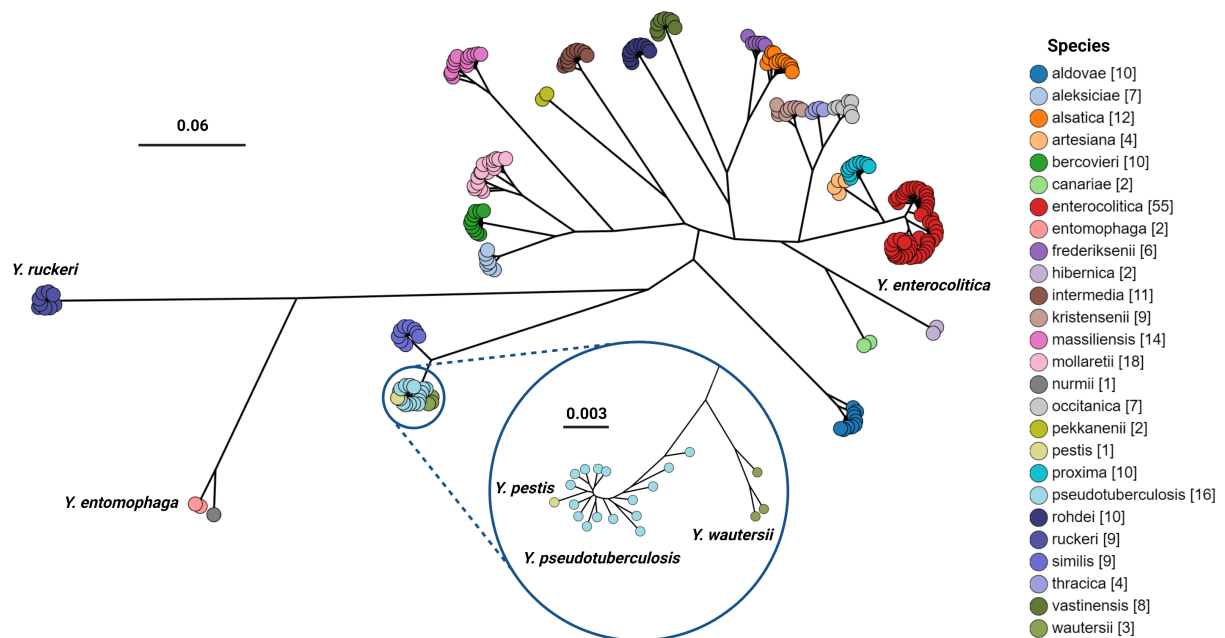 Species
0.06
aldovae [10]
aleksiciae [7]
alsatica [12]
artesiana [4]
bercovieri [10]
canariae [2]
enterocolitica [55]
entomophaga [2]
frederiksenii [6]
hibernica [2]
intermedia [11]
kristensenii [9]
massiliensis [14]
mollaretii [18]
nurmii [1]
occitanica [7]
pekkanenii [2]
pestis [1]
proxima [10]
pseudotuberculosis [16]
rohdei [10]
ruckeri [9]
similis [9]
thracica [4]
vastinensis [8]
wautersii [3]
Y. ruckeri
Y. enterocolitica
0.003
Y. pestis
Y. entomophaga
Y. wautersii
Y. pseudotuberculosis